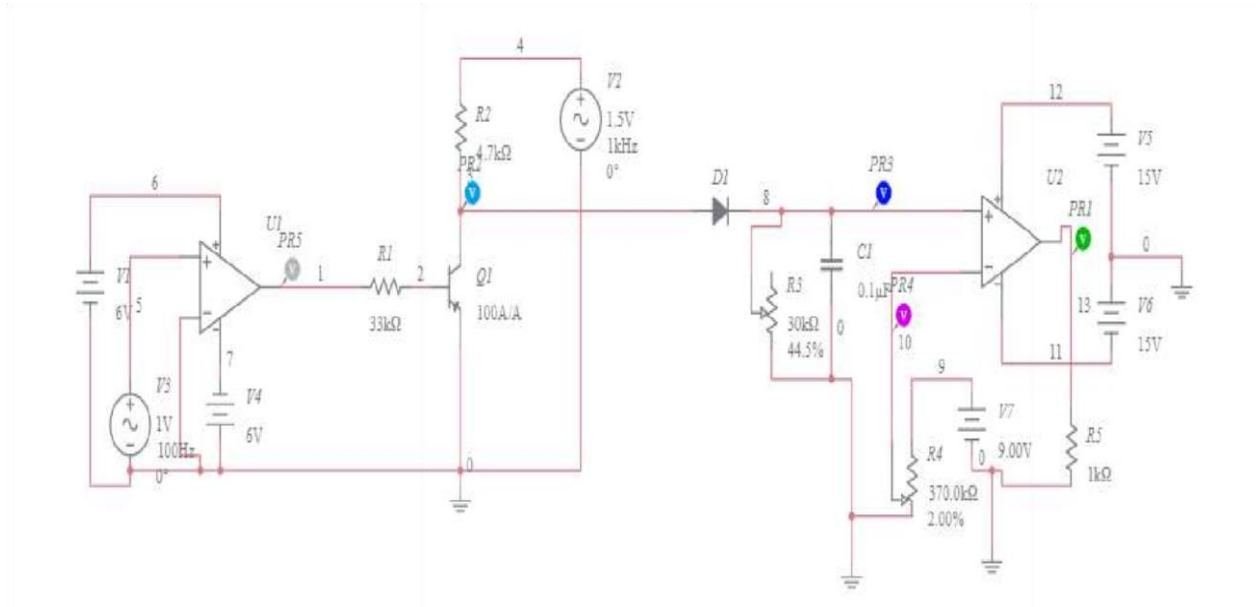 4
V2
1.5V
1kHz
0°
R2
4.7kΩ
PR2
12
V5
15V
D1
8
PR3
U2
PR1
0
6
U1
PR5
1
R1
2
33kΩ
Q1
100A/A
V1
6V
5
7
V3
1V
100Hz
0°
V4
6V
0
C1
0.1µF
R3
30kΩ
44.5%
0
PR4
10
13
V6
15V
11
9
V7
9.00V
0
R4
370.0kΩ
2.00%
R5
1kΩ